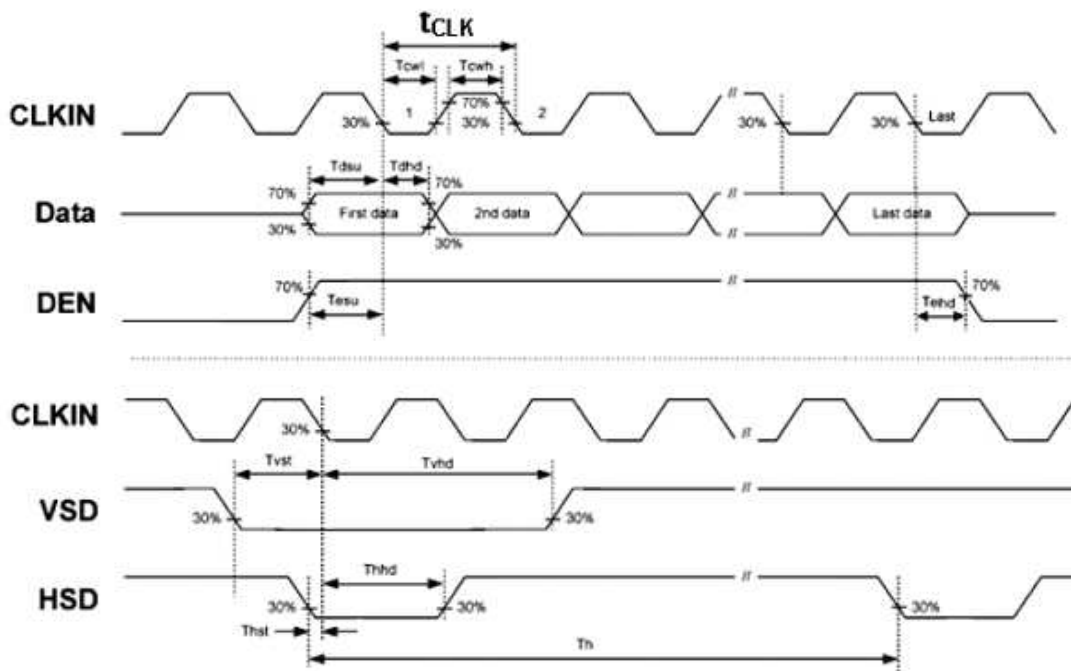 tCLK
Tcwl Tcwh
CLKIN 30% 1 70% 30% 2 30% 30% Last
Tdsu Tdhd
70% 70%
Data First data 2nd data Last data
30% 30%
DEN 70% Tesu Tehd 70%
CLKIN 30%
Tvst Tvhd
VSD 30% 30%
Thhd
HSD 30% 30% 30%
Thst
Th